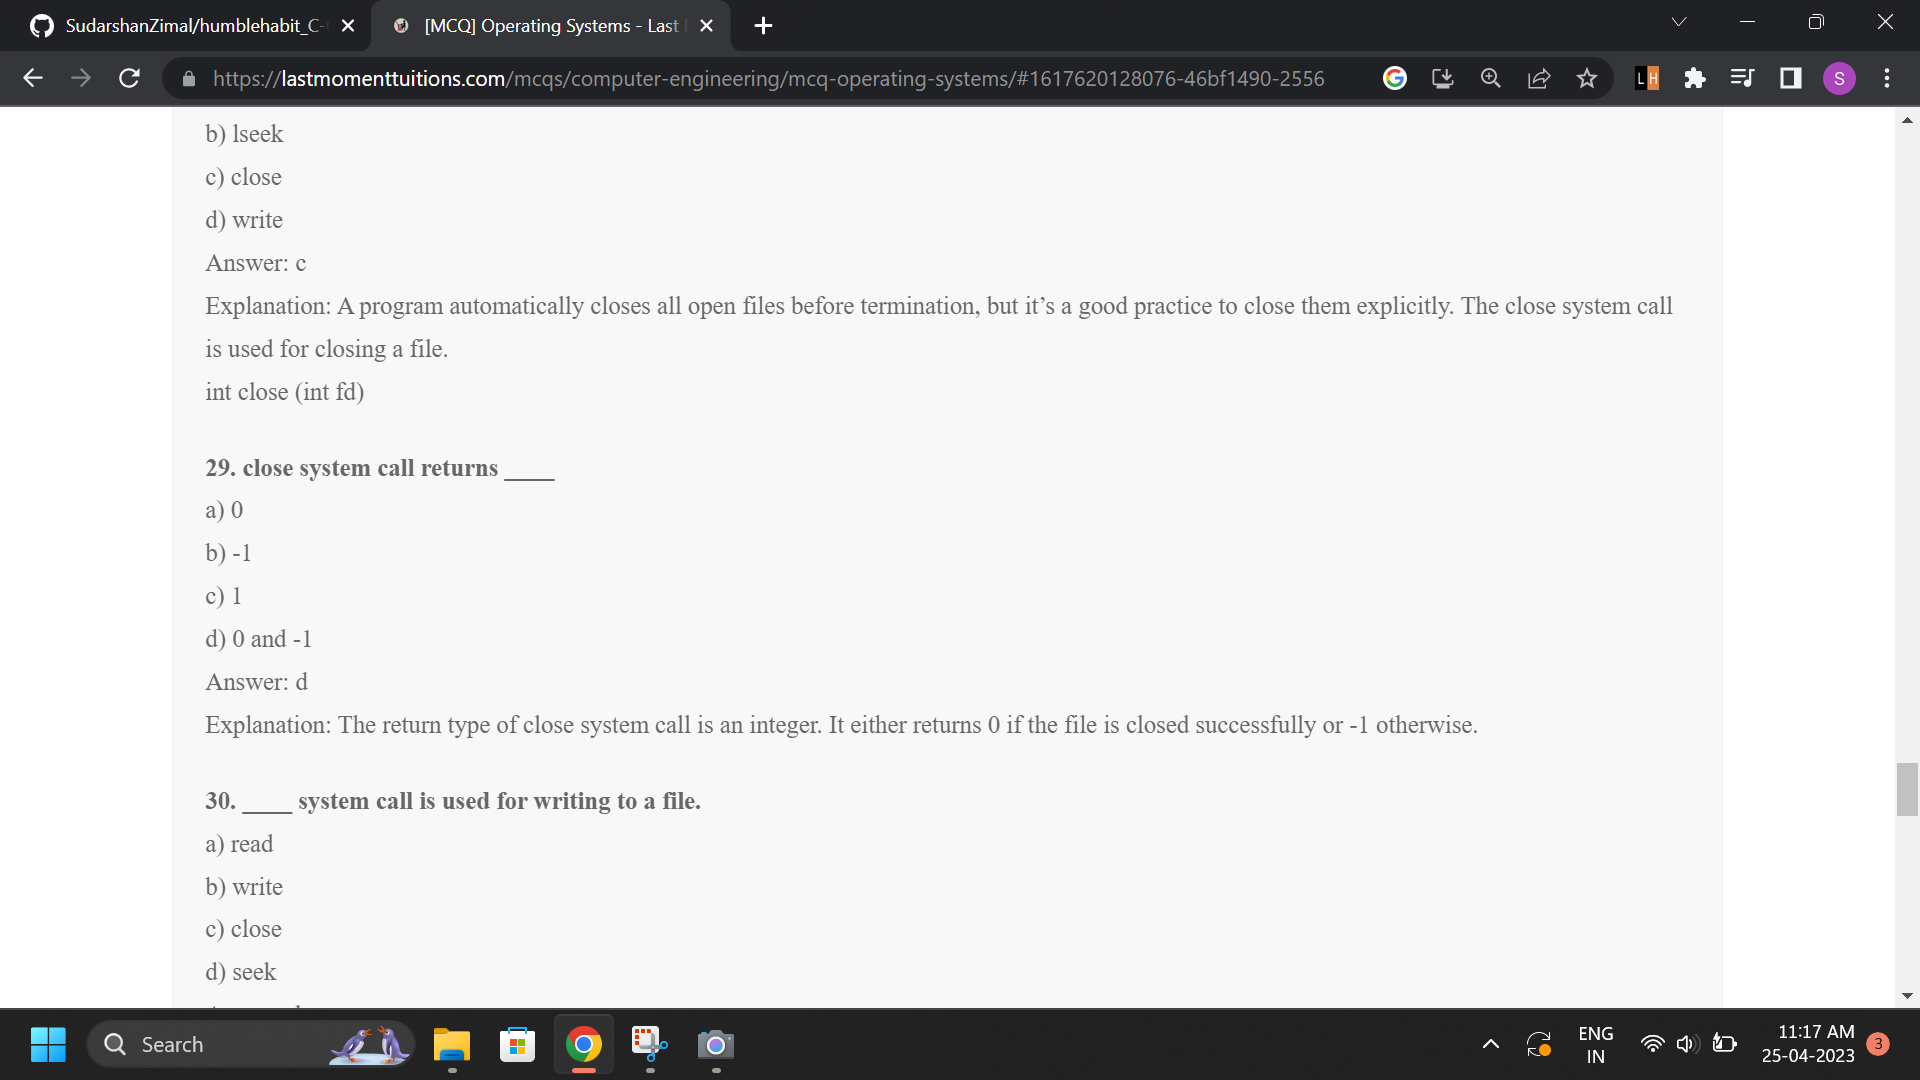 SudarshanZimal/humblehabit_C-
[MCQ] Operating Systems - Last
https://lastmomenttuitions.com/mcqs/computer-engineering/mcq-operating-systems/#1617620128076-46bf1490-2556
LH
S
b) lseek
c) close
d) write
Answer: c
Explanation: A program automatically closes all open files before termination, but it’s a good practice to close them explicitly. The close system call
is used for closing a file.
int close (int fd)
29. close system call returns ____
a) 0
b) -1
c) 1
d) 0 and -1
Answer: d
Explanation: The return type of close system call is an integer. It either returns 0 if the file is closed successfully or -1 otherwise.
30. ____ system call is used for writing to a file.
a) read
b) write
c) close
d) seek
Search
ENG
IN
11:17 AM
25-04-2023
3